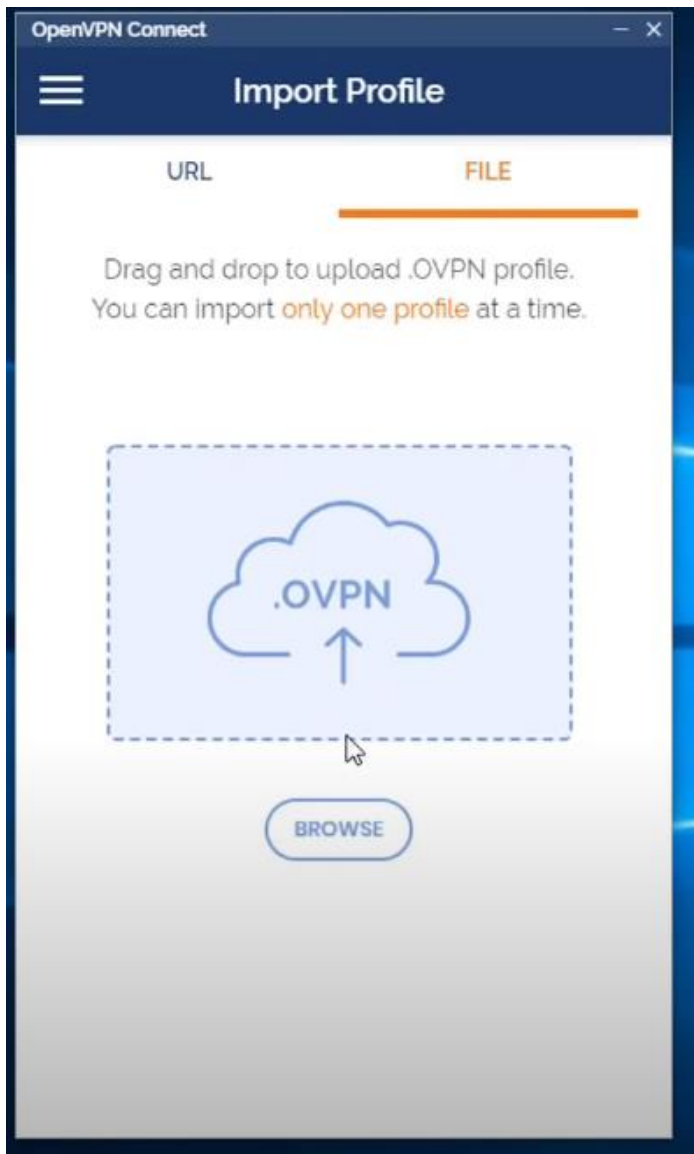 OpenVPN Connect
Import Profile
URL FILE
Drag and drop to upload .OVPN profile.
You can import only one profile at a time.
.OVPN
BROWSE